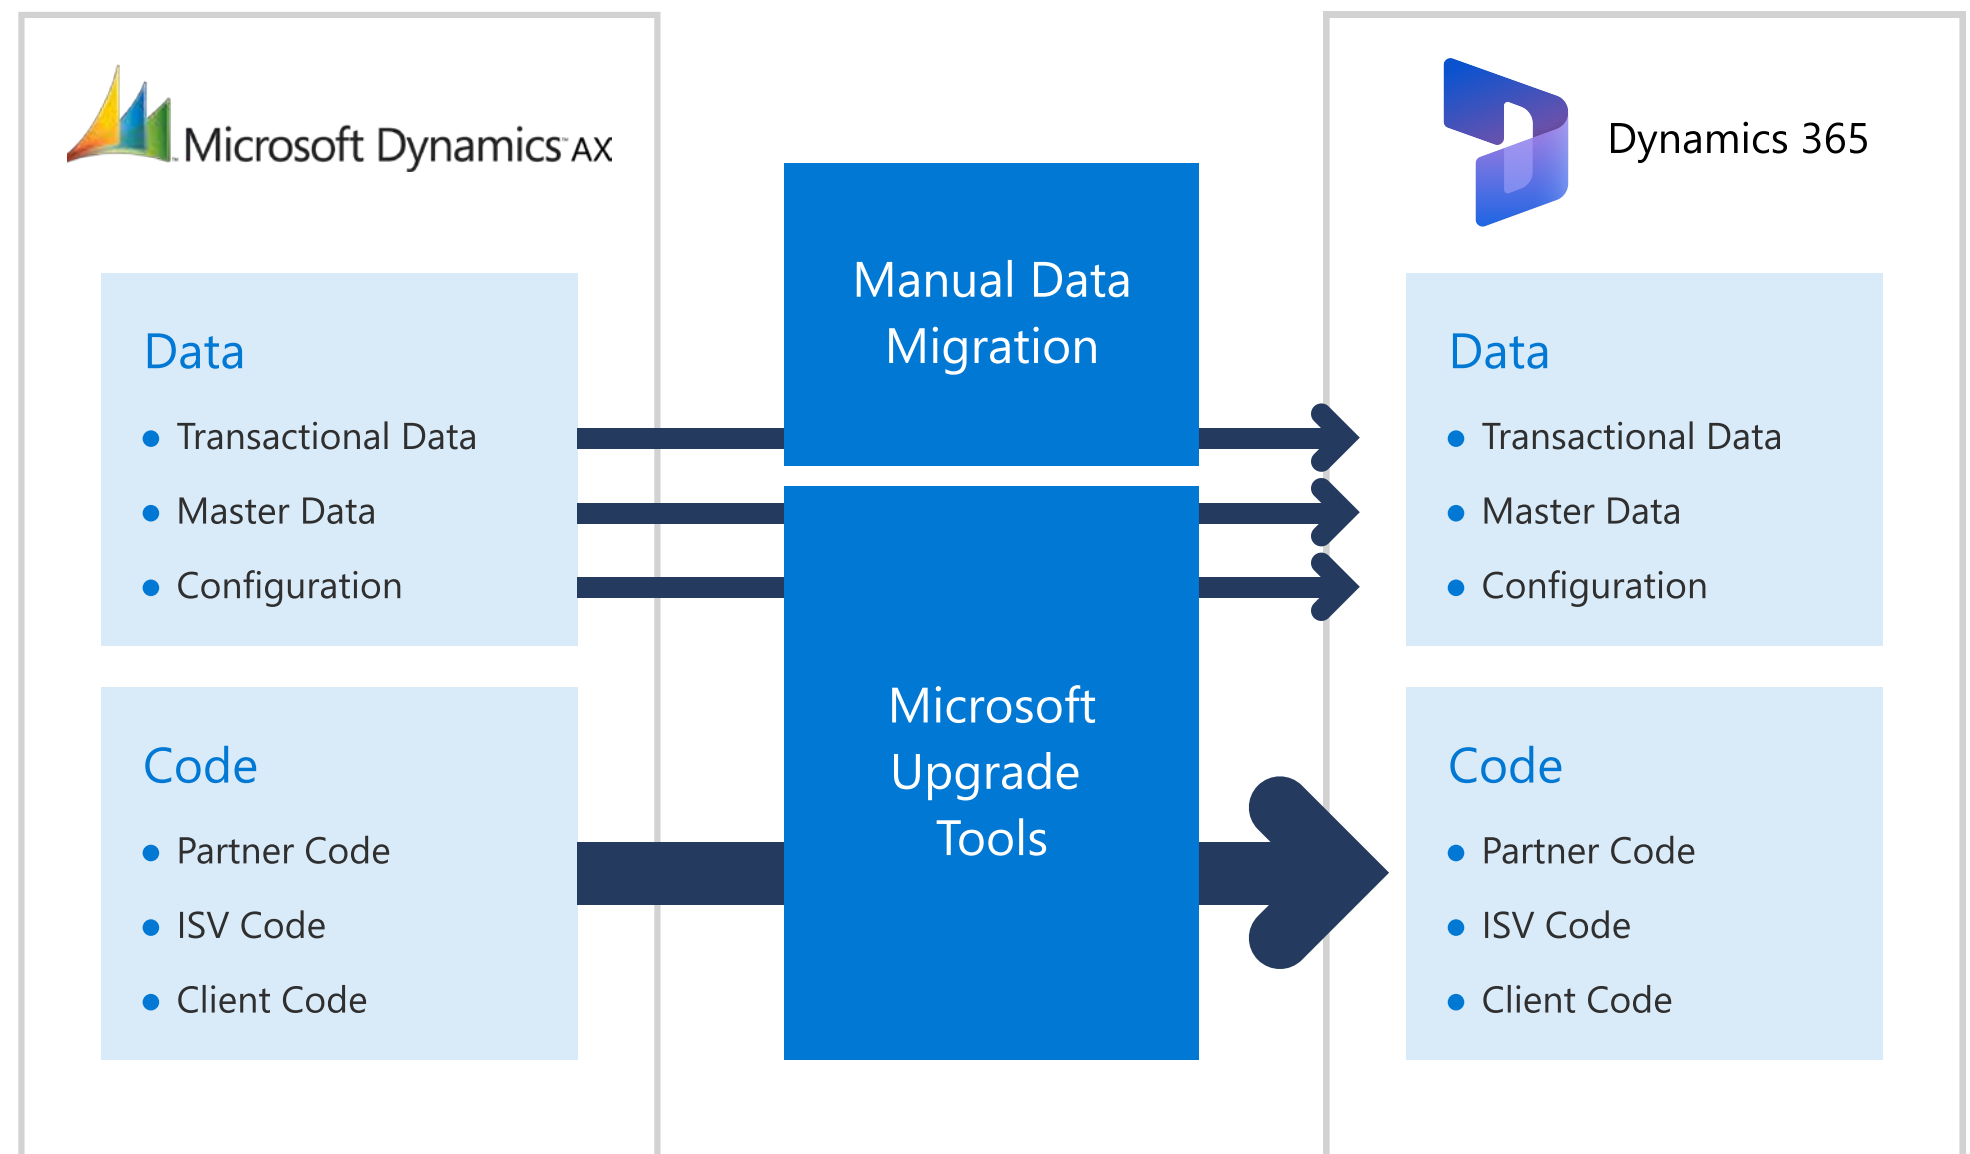 Microsoft Dynamics™ AX
Data
Transactional Data
Master Data
Configuration
Code
Partner Code
ISV Code
Client Code
Manual Data
Migration
Microsoft
Upgrade
Tools
Dynamics 365
Data
Transactional Data
Master Data
Configuration
Code
Partner Code
ISV Code
Client Code